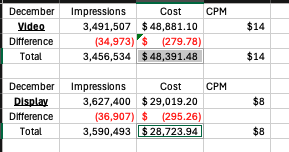 December Impressions Cost CPM
Video 3,491,507 $ 48,881.10 $14
Difference (34,973) $ (279.78)
Total 3,456,534 $ 48,391.48 $14
December Impressions Cost CPM
Display 3,627,400 $ 29,019.20 $8
Difference (36,907) $ (295.26)
Total 3,590,493 $ 28,723.94 $8